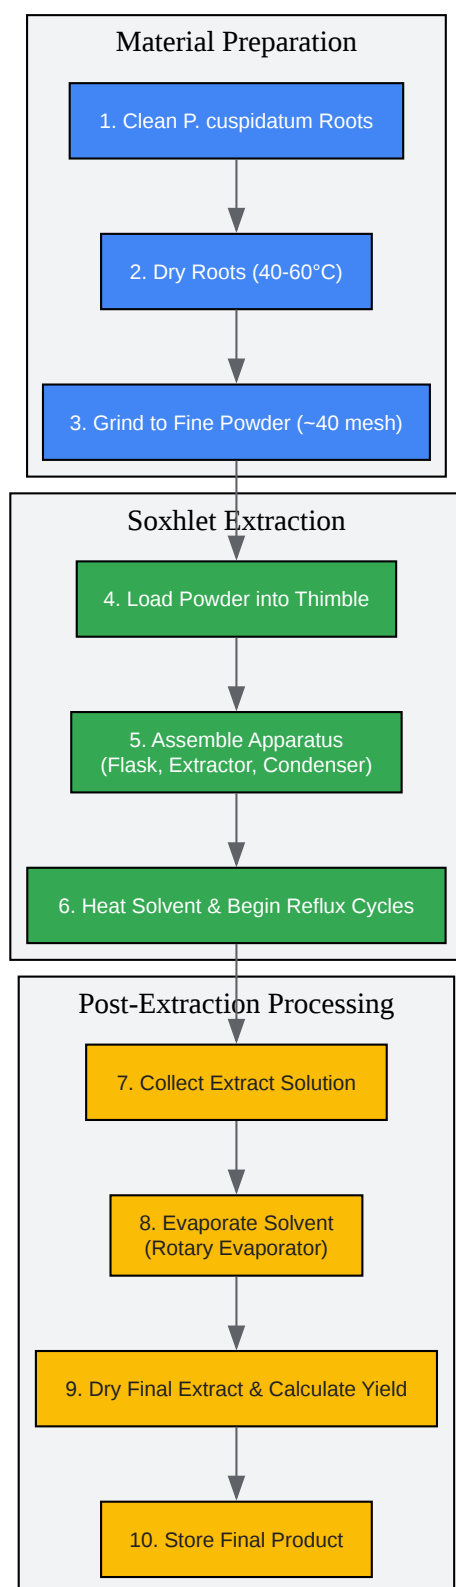 Material Preparation
1. Clean P. cuspidatum Roots
2. Dry Roots (40-60°C)
3. Grind to Fine Powder (~40 mesh)
Soxhlet Extraction
4. Load Powder into Thimble
5. Assemble Apparatus
(Flask, Extractor, Condenser)
6. Heat Solvent & Begin Reflux Cycles
Post-Extraction Processing
7. Collect Extract Solution
8. Evaporate Solvent
(Rotary Evaporator)
9. Dry Final Extract & Calculate Yield
10. Store Final Product